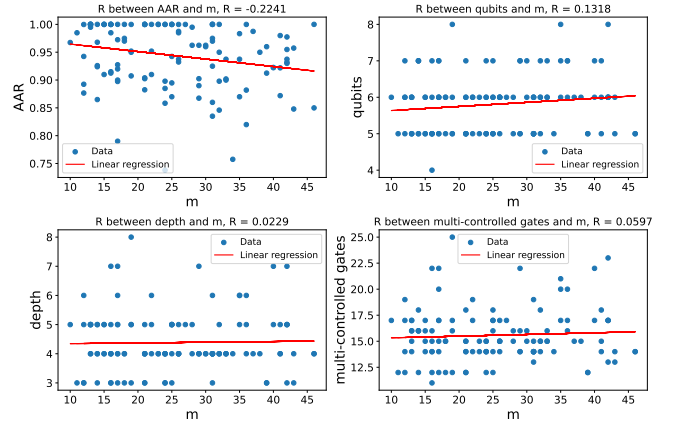 R between AAR and m, R = -0.2241
1.00
0.95
0.90
0.85
0.80
0.75
AAR
Data
Linear regression
10 15 20 25 30 35 40 45
m
R between qubits and m, R = 0.1318
8
7
6
5
4
qubits
Data
Linear regression
10 15 20 25 30 35 40 45
m
R between depth and m, R = 0.0229
8
7
6
5
4
3
depth
Data
Linear regression
10 15 20 25 30 35 40 45
m
R between multi-controlled gates and m, R = 0.0597
25.0
22.5
20.0
17.5
15.0
12.5
multi-controlled gates
Data
Linear regression
10 15 20 25 30 35 40 45
m